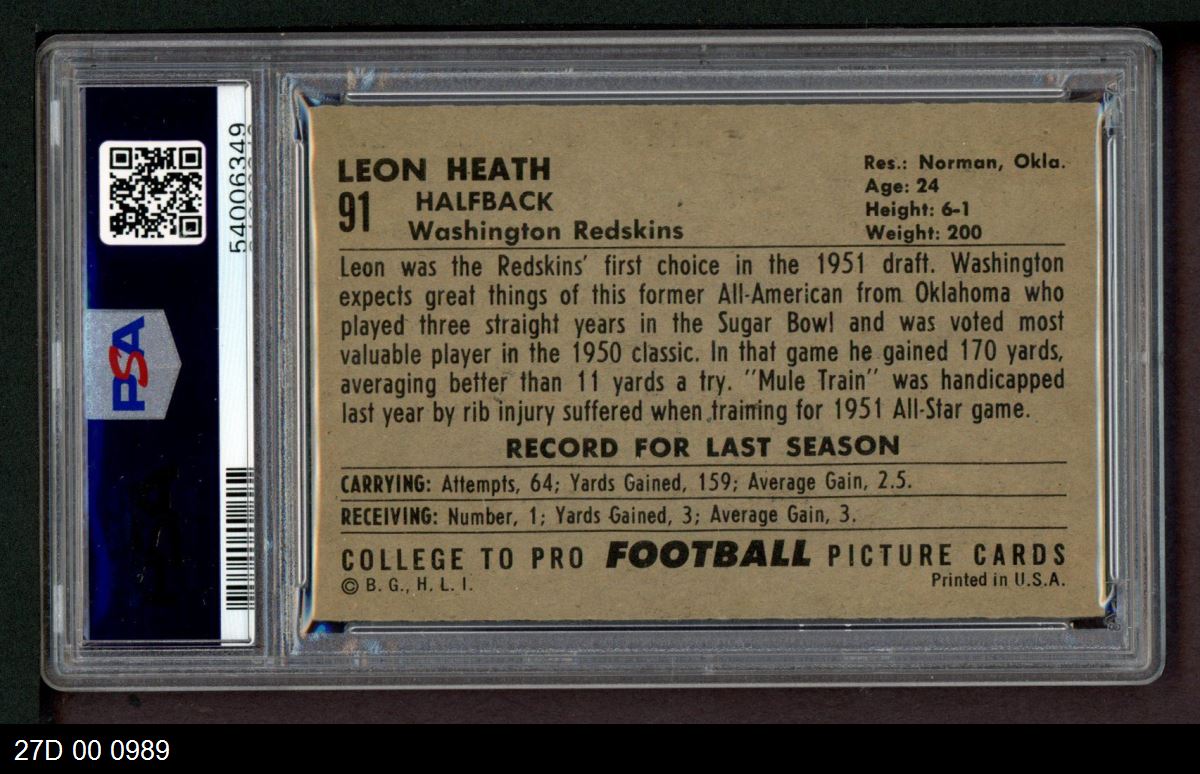 54006349
PSA
LEON HEATH
91 HALFBACK
Washington Redskins
Res.: Norman, Okla.
Age: 24
Height: 6-1
Weight: 200
Leon was the Redskins' first choice in the 1951 draft. Washington
expects great things of this former All-American from Oklahoma who
played three straight years in the Sugar Bowl and was voted most
valuable player in the 1950 classic. In that game he gained 170 yards,
averaging better than 11 yards a try. "Mule Train" was handicapped
last year by rib injury suffered when training for 1951 All-Star game.
RECORD FOR LAST SEASON
CARRYING: Attempts, 64; Yards Gained, 159; Average Gain, 2.5.
RECEIVING: Number, 1; Yards Gained, 3; Average Gain, 3.
COLLEGE TO PRO FOOTBALL PICTURE CARDS
© B. G., H. L. I.
Printed in U.S.A.
27D 00 0989